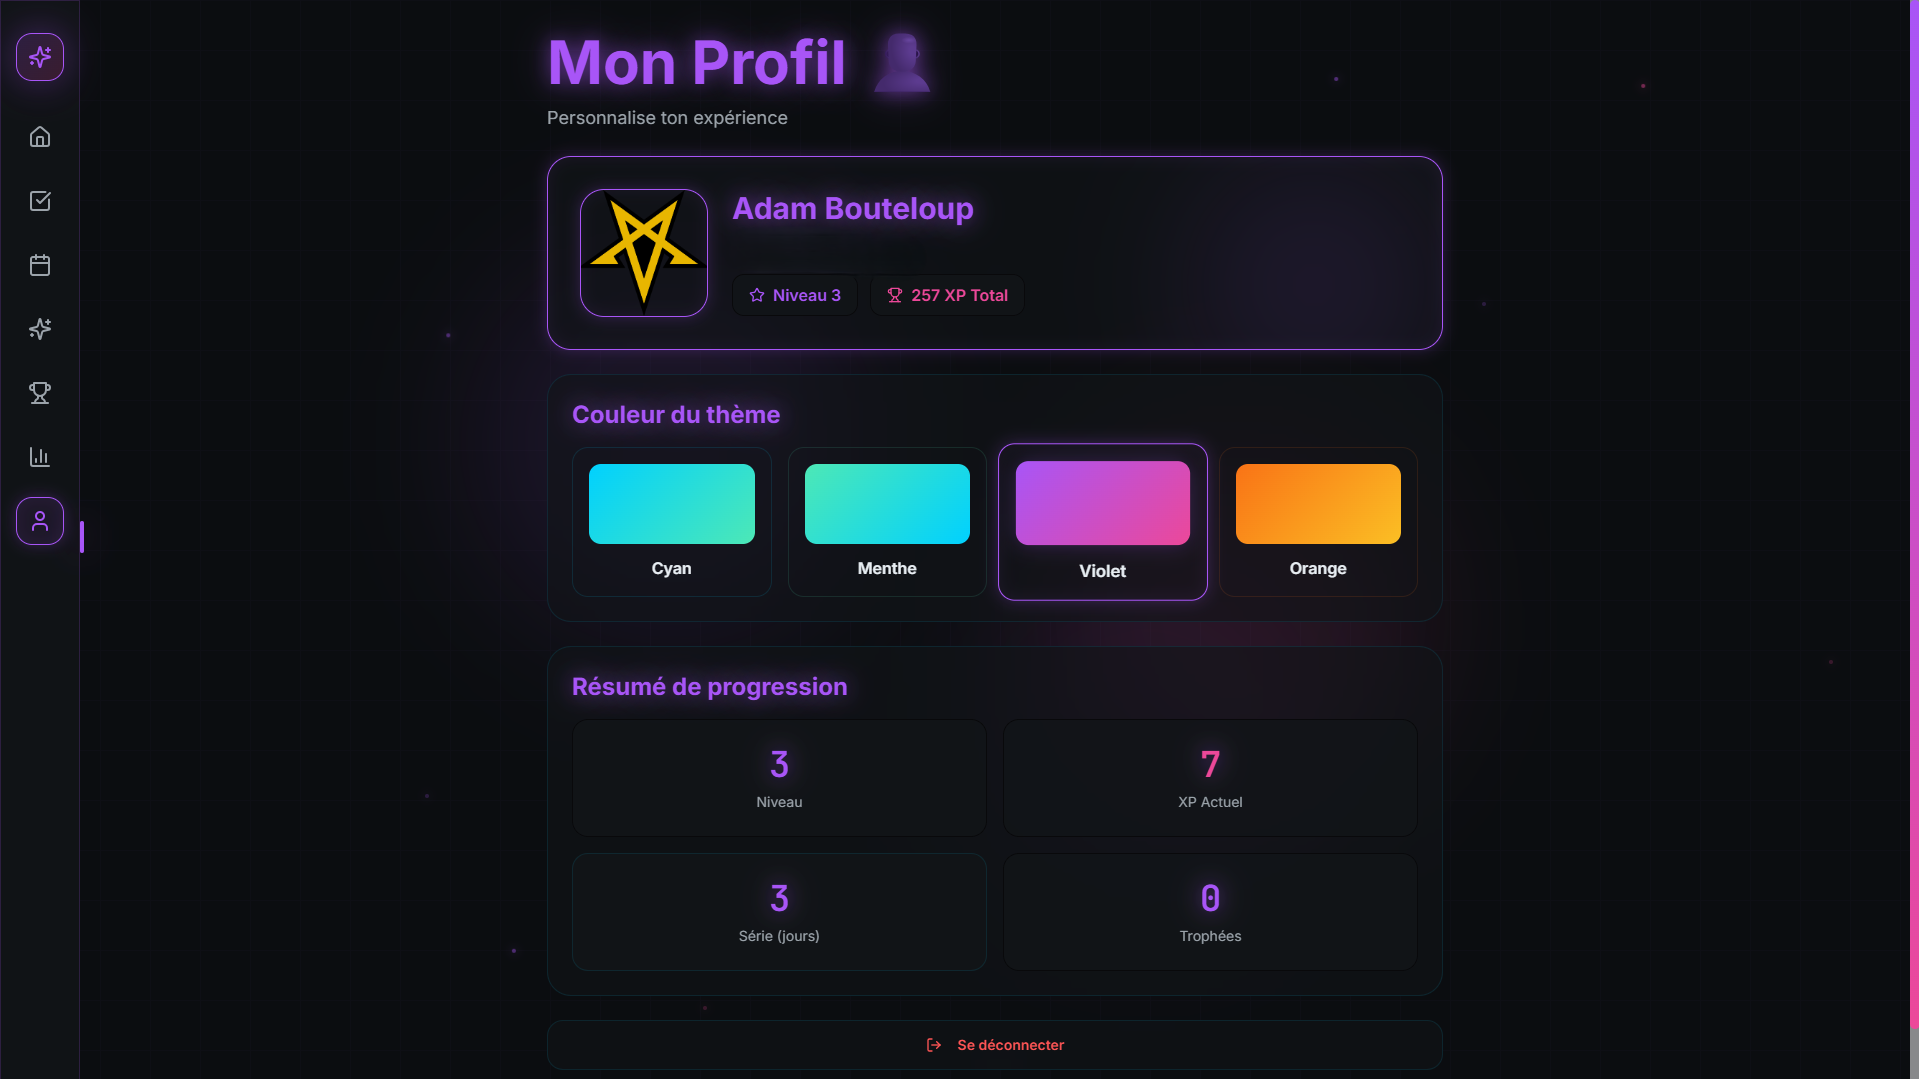 Mon Profil
Personnalise ton expérience
Adam Bouteloup
Niveau 3
257 XP Total
Couleur du thème
Cyan
Menthe
Violet
Orange
Résumé de progression
3
Niveau
7
XP Actuel
3
Série (jours)
0
Trophées
Se déconnecter